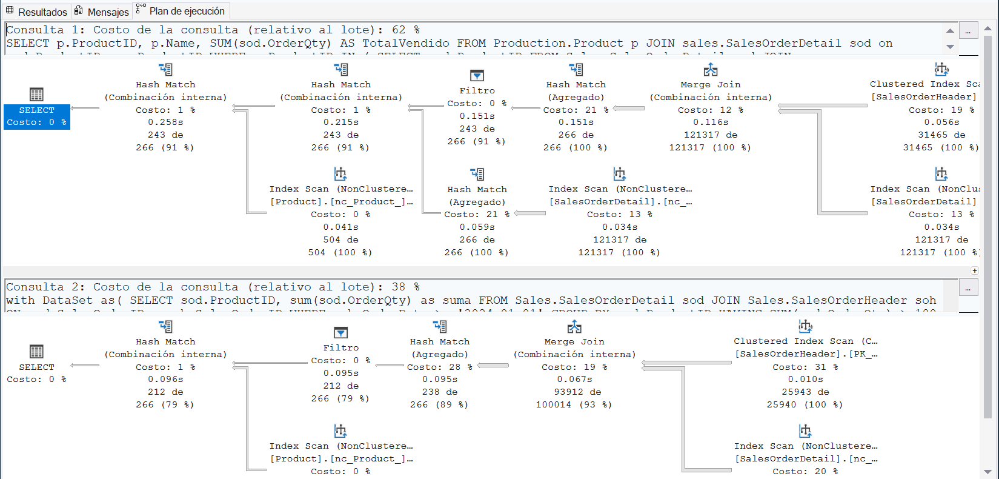 Resultados Mensajes Plan de ejecución
Consulta 1: Costo de la consulta (relativo al lote): 62 %
SELECT p.ProductID, p.Name, SUM(sod.OrderQty) AS TotalVendido FROM Production.Product p JOIN sales.SalesOrderDetail sod on
...
SELECT
Costo: 0 %
Hash Match
(Combinación interna)
Costo: 1 %
0.258s
243 de
266 (91 %)
Hash Match
(Combinación interna)
Costo: 1 %
0.215s
243 de
266 (91 %)
Filtro
Costo: 0 %
0.151s
243 de
266 (91 %)
Hash Match
(Agregado)
Costo: 21 %
0.151s
266 de
266 (100 %)
Merge Join
(Combinación interna)
Costo: 12 %
0.116s
121317 de
121317 (100 %)
Clustered Index Sca
[SalesOrderHeader]
Costo: 19 %
0.056s
31465 de
31465 (100 %)
Index Scan (NonClustere...
[Product].[nc_Product_]...
Costo: 0 %
0.041s
504 de
504 (100 %)
Hash Match
(Agregado)
Costo: 21 %
0.059s
266 de
266 (100 %)
Index Scan (NonClustere...
[SalesOrderDetail].[nc_...
Costo: 13 %
0.034s
121317 de
121317 (100 %)
Index Scan (NonClus
[SalesOrderDetail]
Costo: 13 %
0.034s
121317 de
121317 (100 %)
Consulta 2: Costo de la consulta (relativo al lote): 38 %
with DataSet as( SELECT sod.ProductID, sum(sod.OrderQty) as suma FROM Sales.SalesOrderDetail sod JOIN Sales.SalesOrderHeader soh
...
SELECT
Costo: 0 %
Hash Match
(Combinación interna)
Costo: 1 %
0.096s
212 de
266 (79 %)
Filtro
Costo: 0 %
0.095s
212 de
266 (79 %)
Hash Match
(Agregado)
Costo: 28 %
0.095s
238 de
266 (89 %)
Merge Join
(Combinación interna)
Costo: 19 %
0.067s
93912 de
100014 (93 %)
Clustered Index Scan (C...
[SalesOrderHeader].[PK_...
Costo: 31 %
0.010s
25943 de
25940 (100 %)
Index Scan (NonClustere...
[Product].[nc_Product_]...
Costo: 0 %
Index Scan (NonClustere...
[SalesOrderDetail].[nc_...
Costo: 20 %